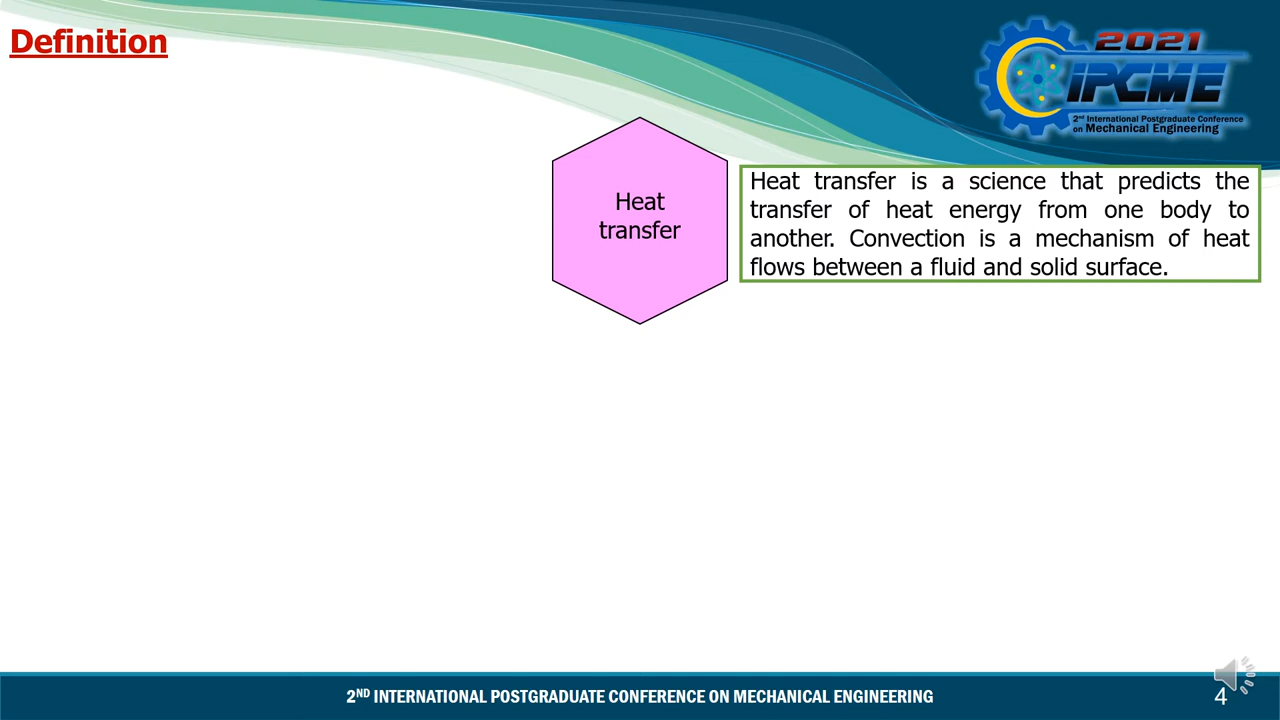 Definition
2021
IPCME
2nd International Postgraduate Conference
on Mechanical Engineering
Heat
transfer
Heat transfer is a science that predicts the
transfer of heat energy from one body to
another. Convection is a mechanism of heat
flows between a fluid and solid surface.
2ND INTERNATIONAL POSTGRADUATE CONFERENCE ON MECHANICAL ENGINEERING
4